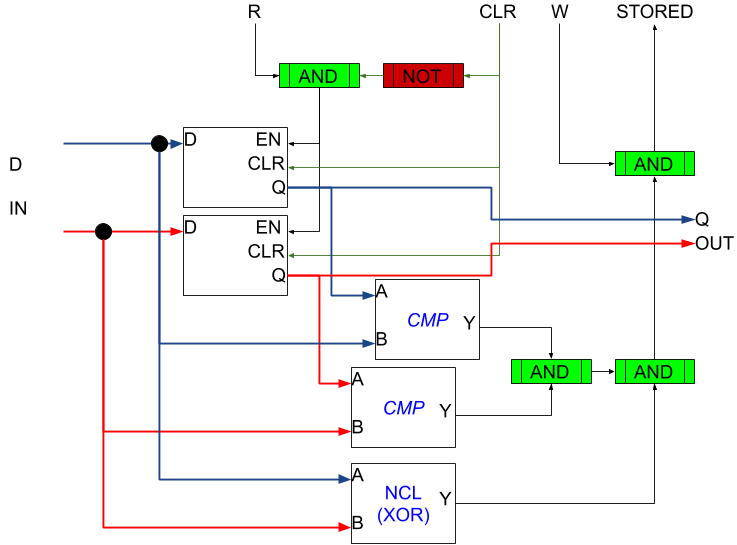 R CLR W STORED
AND NOT
D EN
CLR
Q
AND
D
IN
D EN
CLR
Q
Q
OUT
A
CMP Y
B
AND AND
A
CMP Y
B
A
NCL Y
(XOR)
B